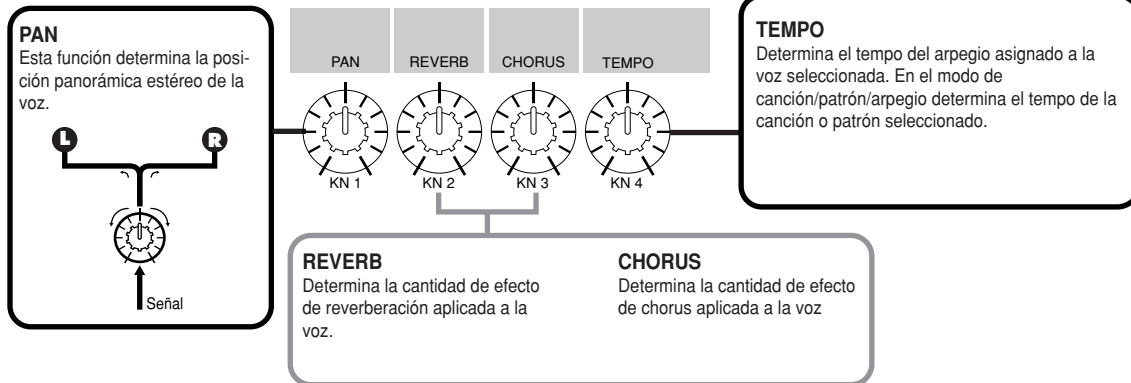 PAN
Esta función determina la posi-
ción panorámica estéreo de la
voz.
L
R
Señal
PAN
REVERB
CHORUS
TEMPO
KN 1
KN 2
KN 3
KN 4
TEMPO
Determina el tempo del arpegio asignado a la
voz seleccionada. En el modo de
canción/patrón/arpegio determina el tempo de la
canción o patrón seleccionado.
REVERB
Determina la cantidad de efecto
de reverberación aplicada a la
voz.
CHORUS
Determina la cantidad de efecto
de chorus aplicada a la voz